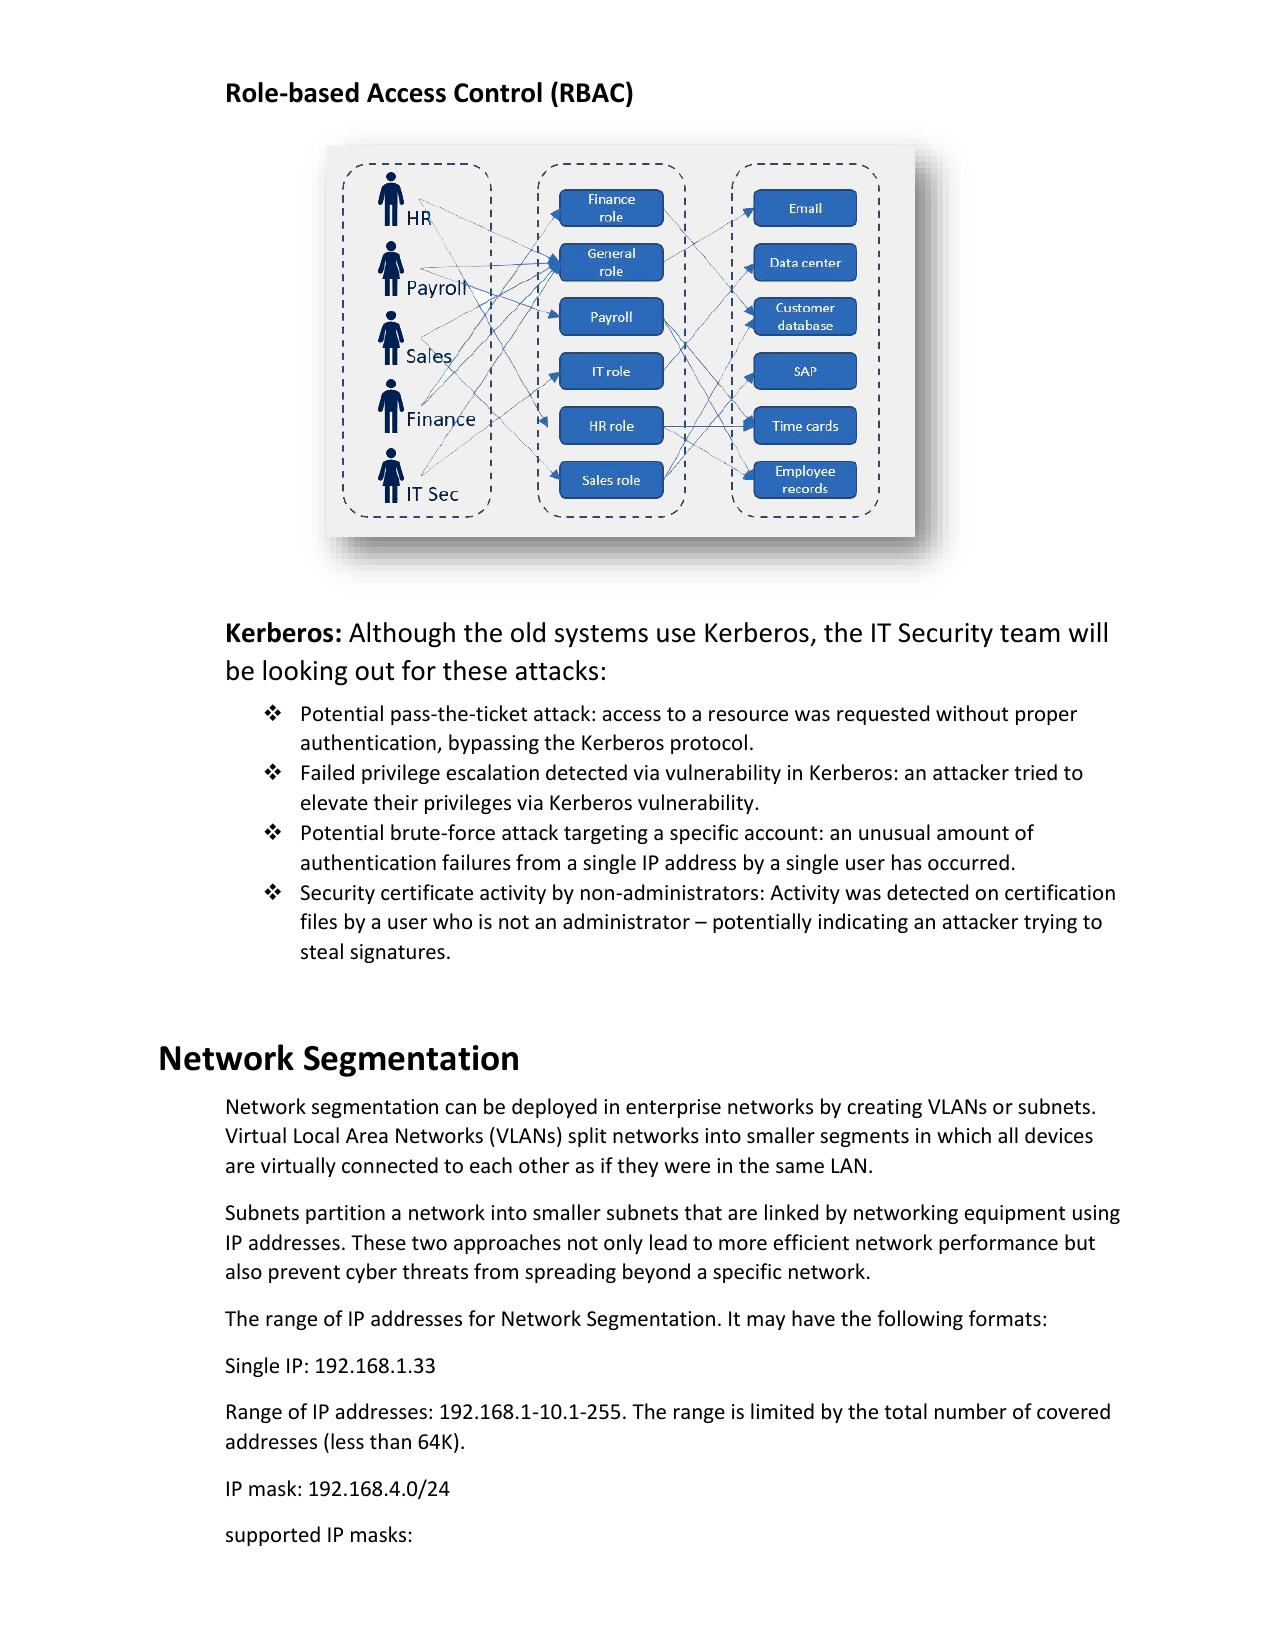 Role-based Access Control (RBAC)
HR
Payroll
Sales
Finance
IT Sec
Finance
role
General
role
Payroll
IT role
HR role
Sales role
Email
Data center
Customer
database
SAP
Time cards
Employee
records
Kerberos: Although the old systems use Kerberos, the IT Security team will
be looking out for these attacks:
❖ Potential pass-the-ticket attack: access to a resource was requested without proper
authentication, bypassing the Kerberos protocol.
❖ Failed privilege escalation detected via vulnerability in Kerberos: an attacker tried to
elevate their privileges via Kerberos vulnerability.
❖ Potential brute-force attack targeting a specific account: an unusual amount of
authentication failures from a single IP address by a single user has occurred.
❖ Security certificate activity by non-administrators: Activity was detected on certification
files by a user who is not an administrator – potentially indicating an attacker trying to
steal signatures.
Network Segmentation
Network segmentation can be deployed in enterprise networks by creating VLANs or subnets.
Virtual Local Area Networks (VLANs) split networks into smaller segments in which all devices
are virtually connected to each other as if they were in the same LAN.
Subnets partition a network into smaller subnets that are linked by networking equipment using
IP addresses. These two approaches not only lead to more efficient network performance but
also prevent cyber threats from spreading beyond a specific network.
The range of IP addresses for Network Segmentation. It may have the following formats:
Single IP: 192.168.1.33
Range of IP addresses: 192.168.1-10.1-255. The range is limited by the total number of covered
addresses (less than 64K).
IP mask: 192.168.4.0/24
supported IP masks: